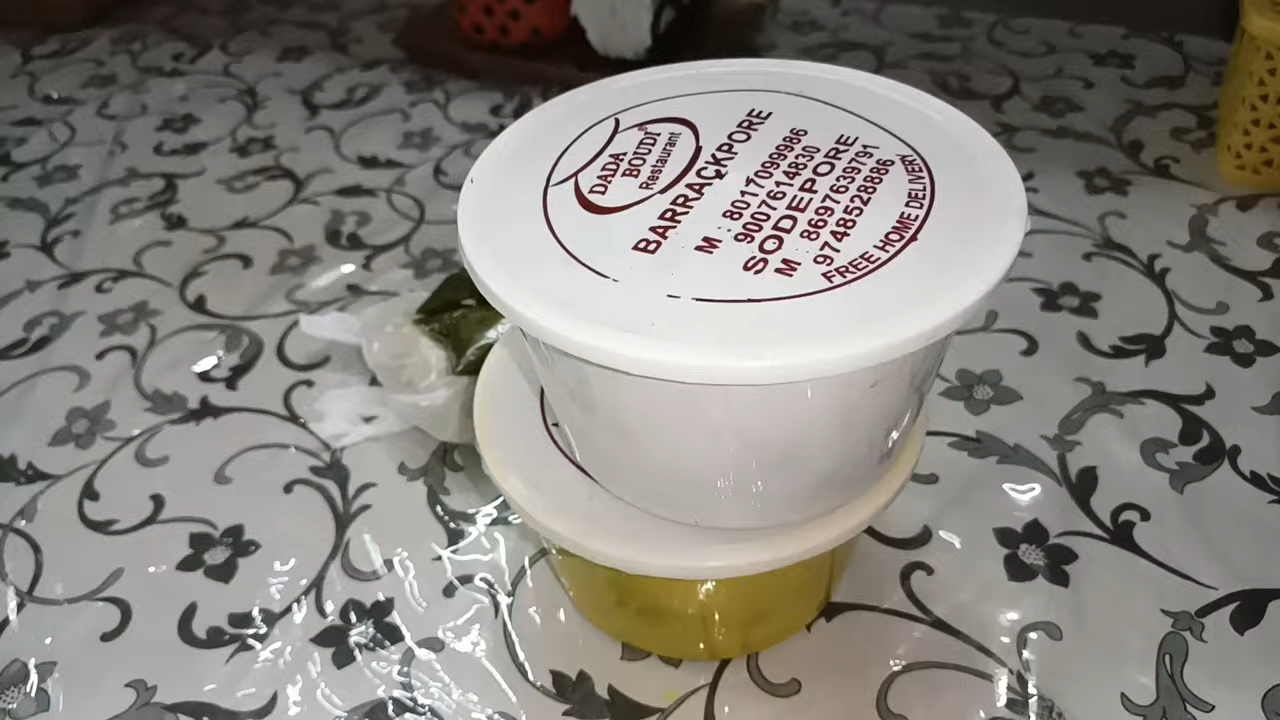 DADA
BOUDI®
Restaurant
BARRACKPORE
M : 8017099986
9007614830
SODEPORE
M : 8697639791
9748528886
FREE HOME DELIVERY